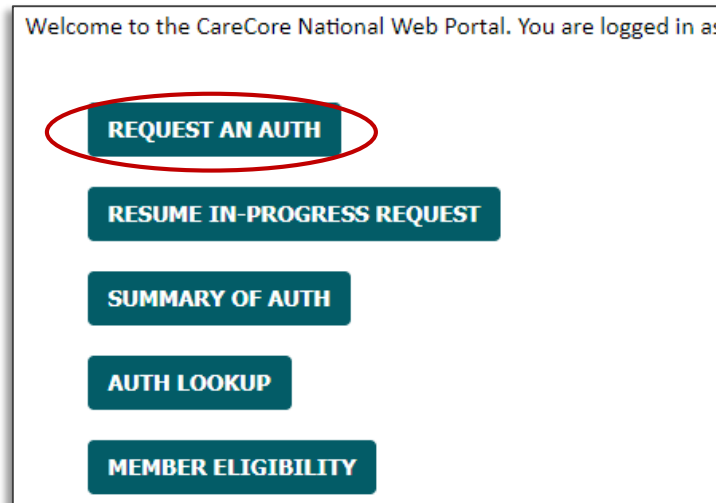 Welcome to the CareCore National Web Portal. You are logged in as
REQUEST AN AUTH
RESUME IN-PROGRESS REQUEST
SUMMARY OF AUTH
AUTH LOOKUP
MEMBER ELIGIBILITY